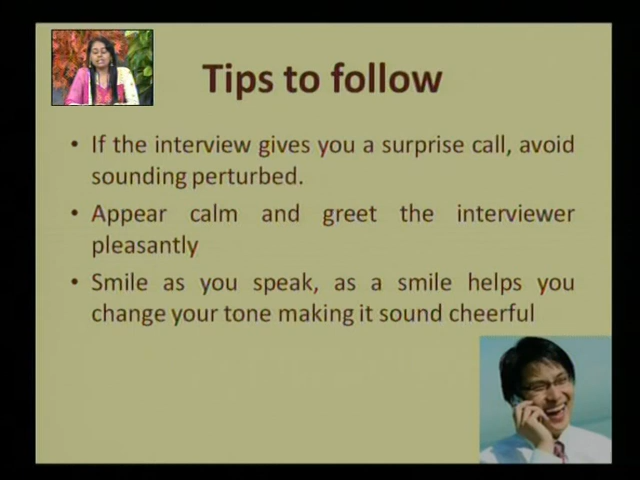 Tips to follow
• If the interview gives you a surprise call, avoid
sounding perturbed.
• Appear calm and greet the interviewer
pleasantly
• Smile as you speak, as a smile helps you
change your tone making it sound cheerful